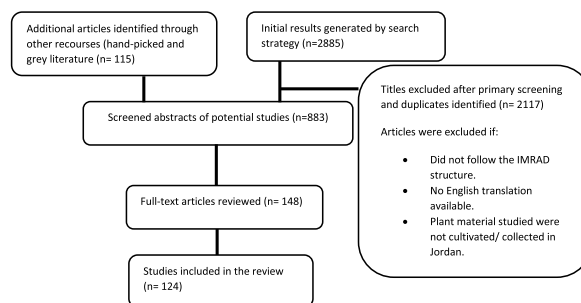 Additional articles identified through
other recourses (hand-picked and
grey literature (n= 115)
Initial results generated by search
strategy (n=2885)
Titles excluded after primary screening
and duplicates identified (n= 2117)
Articles were excluded if:
• Did not follow the IMRAD
structure.
• No English translation
available.
• Plant material studied were
not cultivated/ collected in
Jordan.
Screened abstracts of potential studies (n=883)
Full-text articles reviewed (n= 148)
Studies included in the review
(n= 124)